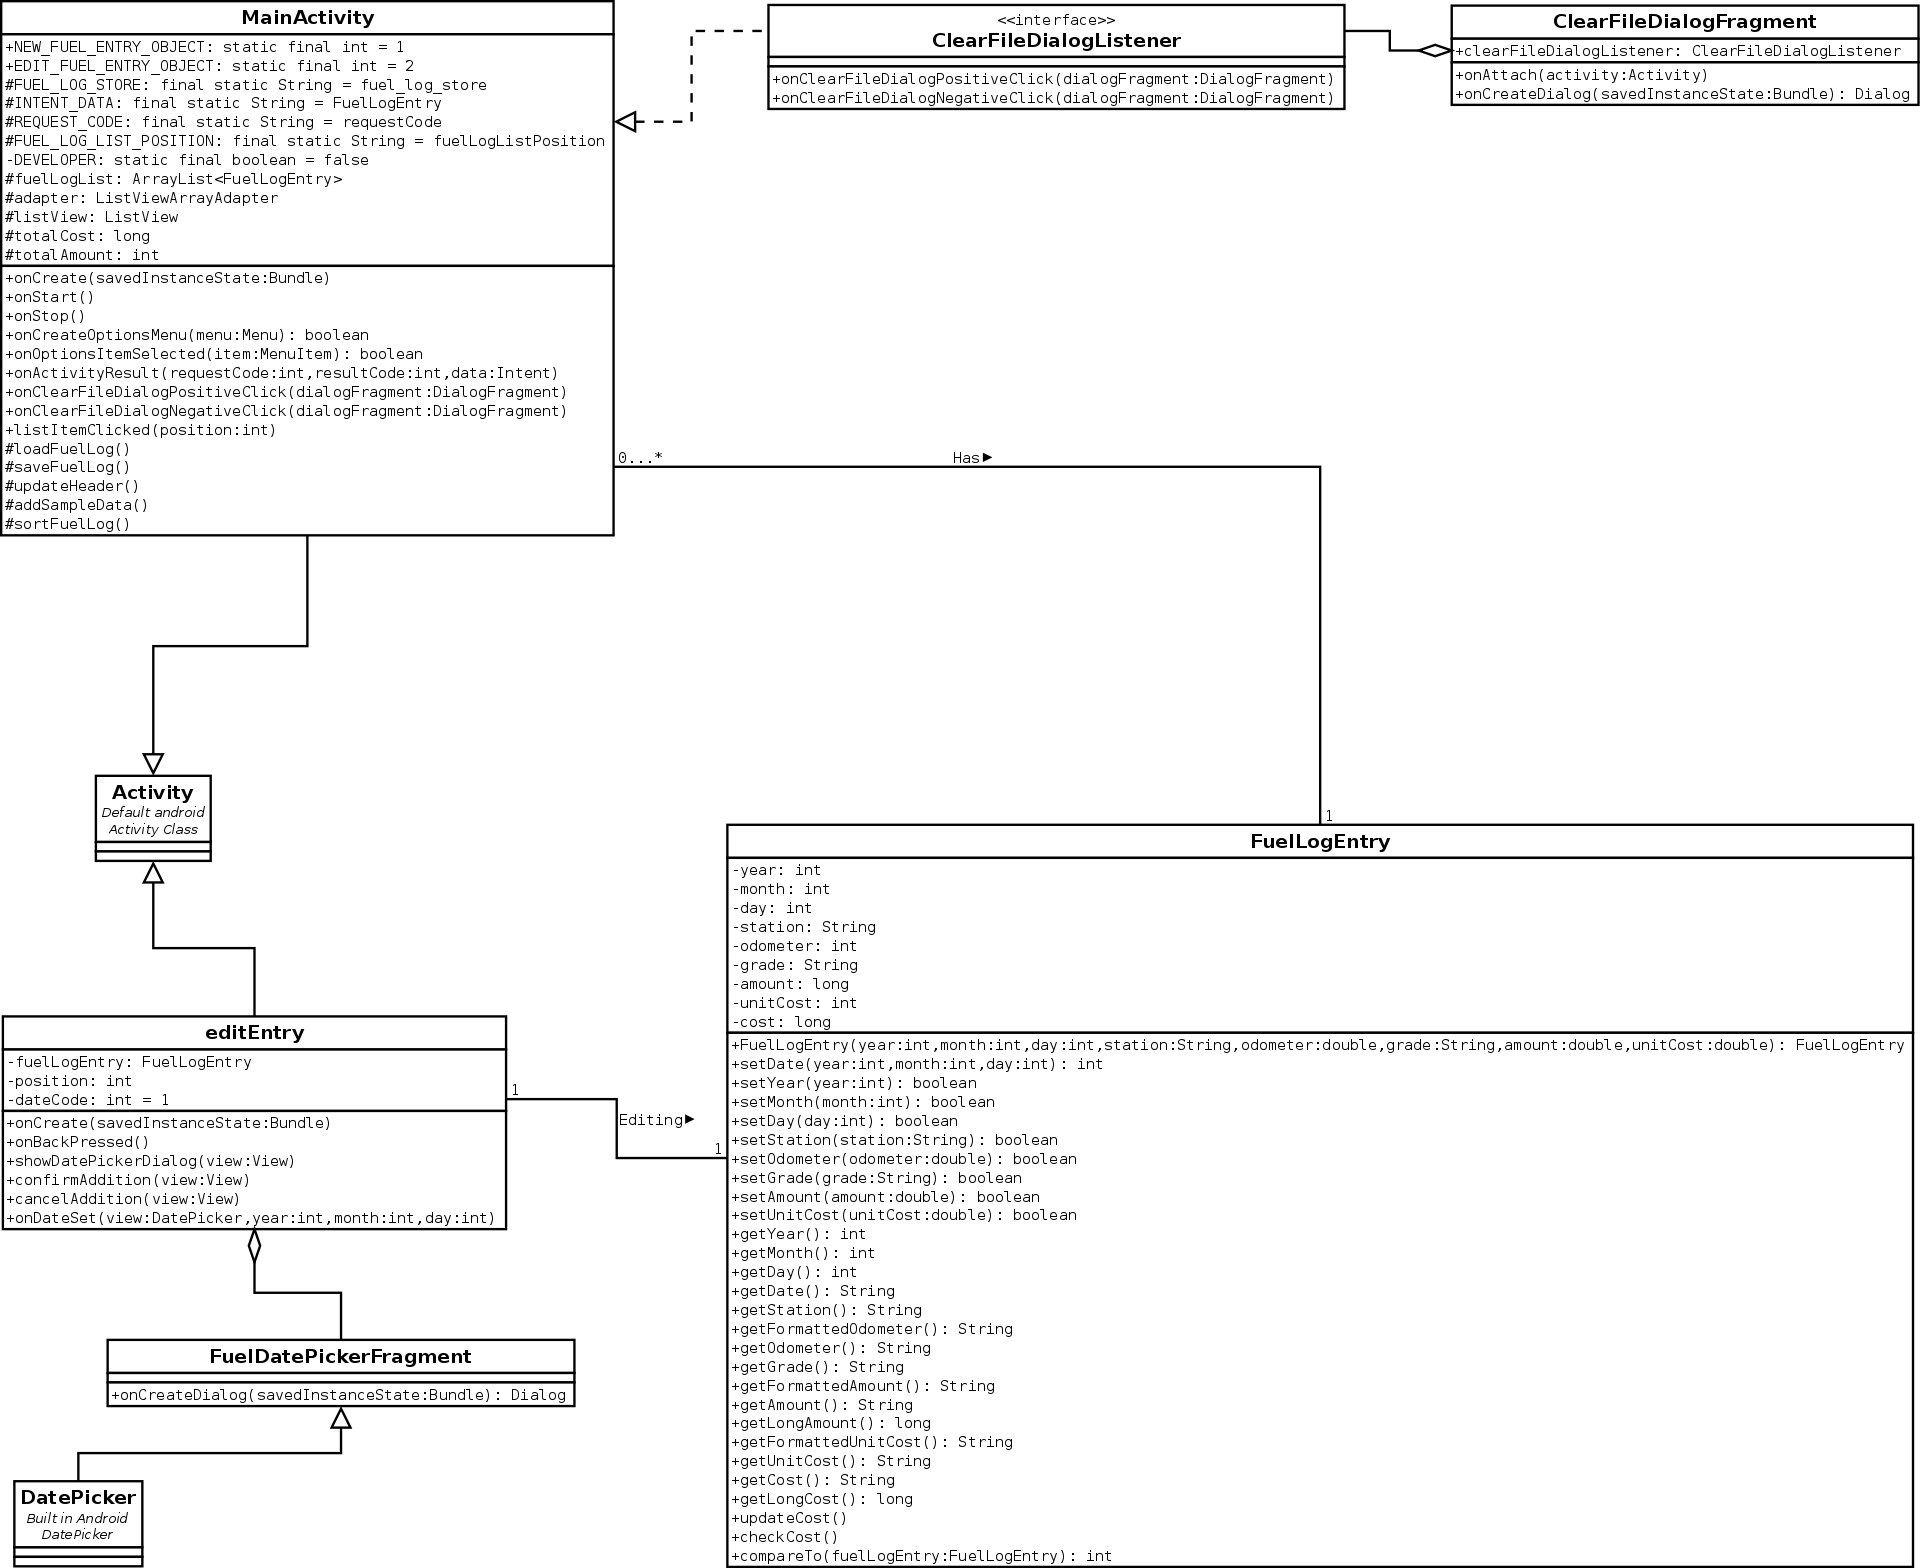 MainActivity
+NEW_FUEL_ENTRY_OBJECT: static final int = 1
+EDIT_FUEL_ENTRY_OBJECT: static final int = 2
#FUEL_LOG_STORE: final static String = fuel_log_store
#INTENT_DATA: final static String = FuelLogEntry
#REQUEST_CODE: final static String = requestCode
#FUEL_LOG_LIST_POSITION: final static String = fuelLogListPosition
-DEVELOPER: static final boolean = false
#fuelLogList: ArrayList<FuelLogEntry>
#adapter: ListViewArrayAdapter
#listView: ListView
#totalCost: long
#totalAmount: int
+onCreate(savedInstanceState:Bundle)
+onStart()
+onStop()
+onCreateOptionsMenu(menu:Menu): boolean
+onOptionsItemSelected(item:MenuItem): boolean
+onActivityResult(requestCode:int,resultCode:int,data:Intent)
+onClearFileDialogPositiveClick(dialogFragment:DialogFragment)
+onClearFileDialogNegativeClick(dialogFragment:DialogFragment)
+listItemClicked(position:int)
#loadFuelLog()
#saveFuelLog()
#updateHeader()
#addSampleData()
#sortFuelLog()
<<interface>>
ClearFileDialogListener
+onClearFileDialogPositiveClick(dialogFragment:DialogFragment)
+onClearFileDialogNegativeClick(dialogFragment:DialogFragment)
ClearFileDialogFragment
+clearFileDialogListener: ClearFileDialogListener
+onAttach(activity:Activity)
+onCreateDialog(savedInstanceState:Bundle): Dialog
0...*
Has►
1
Activity
Default android
Activity Class
editEntry
-fuelLogEntry: FuelLogEntry
-position: int
-dateCode: int = 1
+onCreate(savedInstanceState:Bundle)
+onBackPressed()
+showDatePickerDialog(view:View)
+confirmAddition(view:View)
+cancelAddition(view:View)
+onDateSet(view:DatePicker,year:int,month:int,day:int)
1
Editing►
1
FuelDatePickerFragment
+onCreateDialog(savedInstanceState:Bundle): Dialog
DatePicker
Built in Android
DatePicker
FuelLogEntry
-year: int
-month: int
-day: int
-station: String
-odometer: int
-grade: String
-amount: long
-unitCost: int
-cost: long
+FuelLogEntry(year:int,month:int,day:int,station:String,odometer:double,grade:String,amount:double,unitCost:double): FuelLogEntry
+setDate(year:int,month:int,day:int): int
+setYear(year:int): boolean
+setMonth(month:int): boolean
+setDay(day:int): boolean
+setStation(station:String): boolean
+setOdometer(odometer:double): boolean
+setGrade(grade:String): boolean
+setAmount(amount:double): boolean
+setUnitCost(unitCost:double): boolean
+getYear(): int
+getMonth(): int
+getDay(): int
+getDate(): String
+getStation(): String
+getFormattedOdometer(): String
+getOdometer(): String
+getGrade(): String
+getFormattedAmount(): String
+getAmount(): String
+getLongAmount(): long
+getFormattedUnitCost(): String
+getUnitCost(): String
+getCost(): String
+getLongCost(): long
+updateCost()
+checkCost()
+compareTo(fuelLogEntry:FuelLogEntry): int